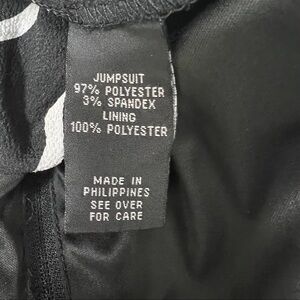 JUMPSUIT
97% POLYESTER
3% SPANDEX
LINING
100% POLYESTER
MADE IN
PHILIPPINES
SEE OVER
FOR CARE